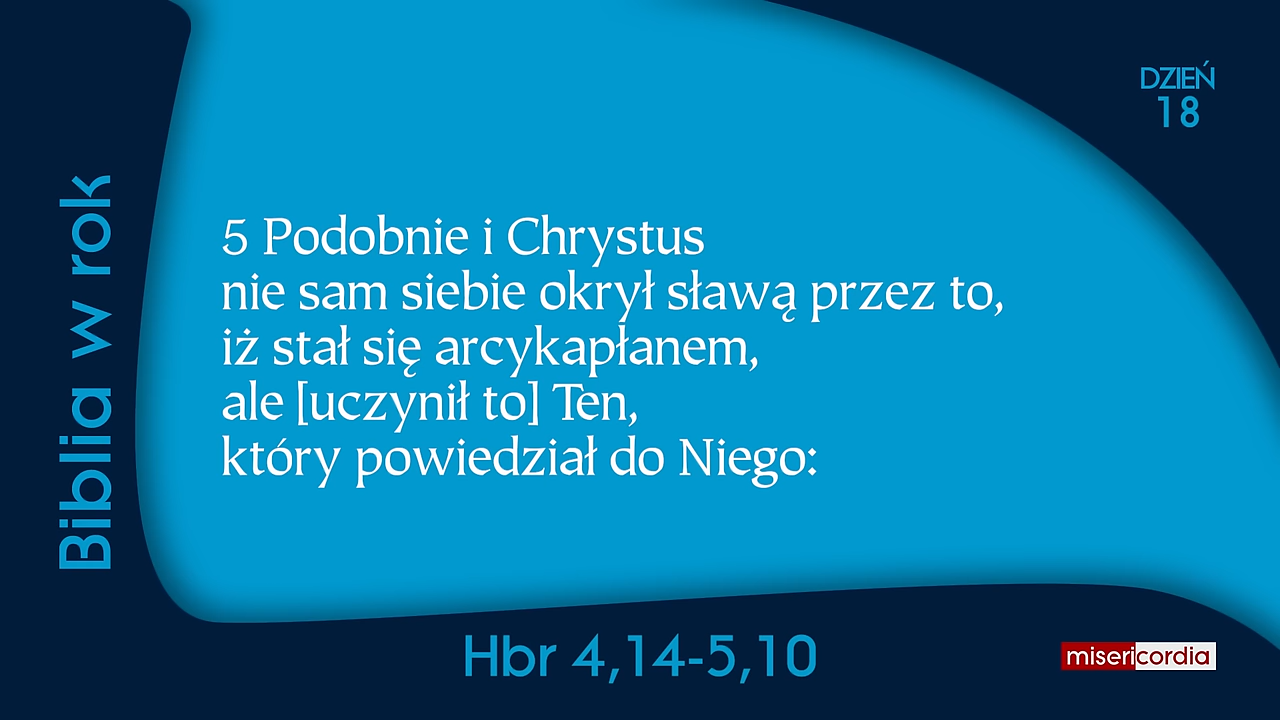 DZIEŃ
18
Biblia w rok
5 Podobnie i Chrystus
nie sam siebie okrył sławą przez to,
iż stał się arcykapłanem,
ale [uczynił to] Ten,
który powiedział do Niego:
Hbr 4,14-5,10
misericordia